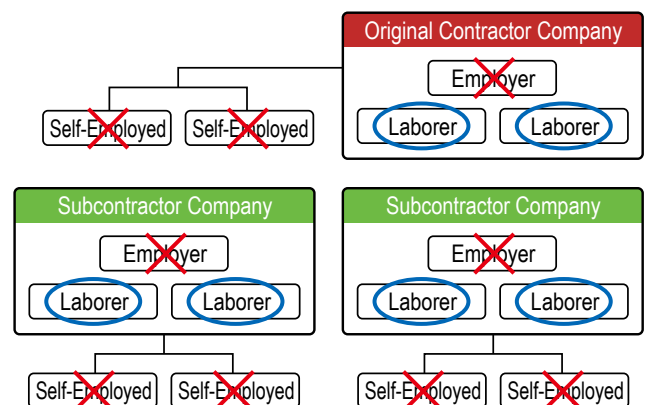 Original Contractor Company
Employer
Laborer Laborer
Self-Employed Self-Employed
Subcontractor Company
Employer
Laborer Laborer
Self-Employed Self-Employed
Subcontractor Company
Employer
Laborer Laborer
Self-Employed Self-Employed